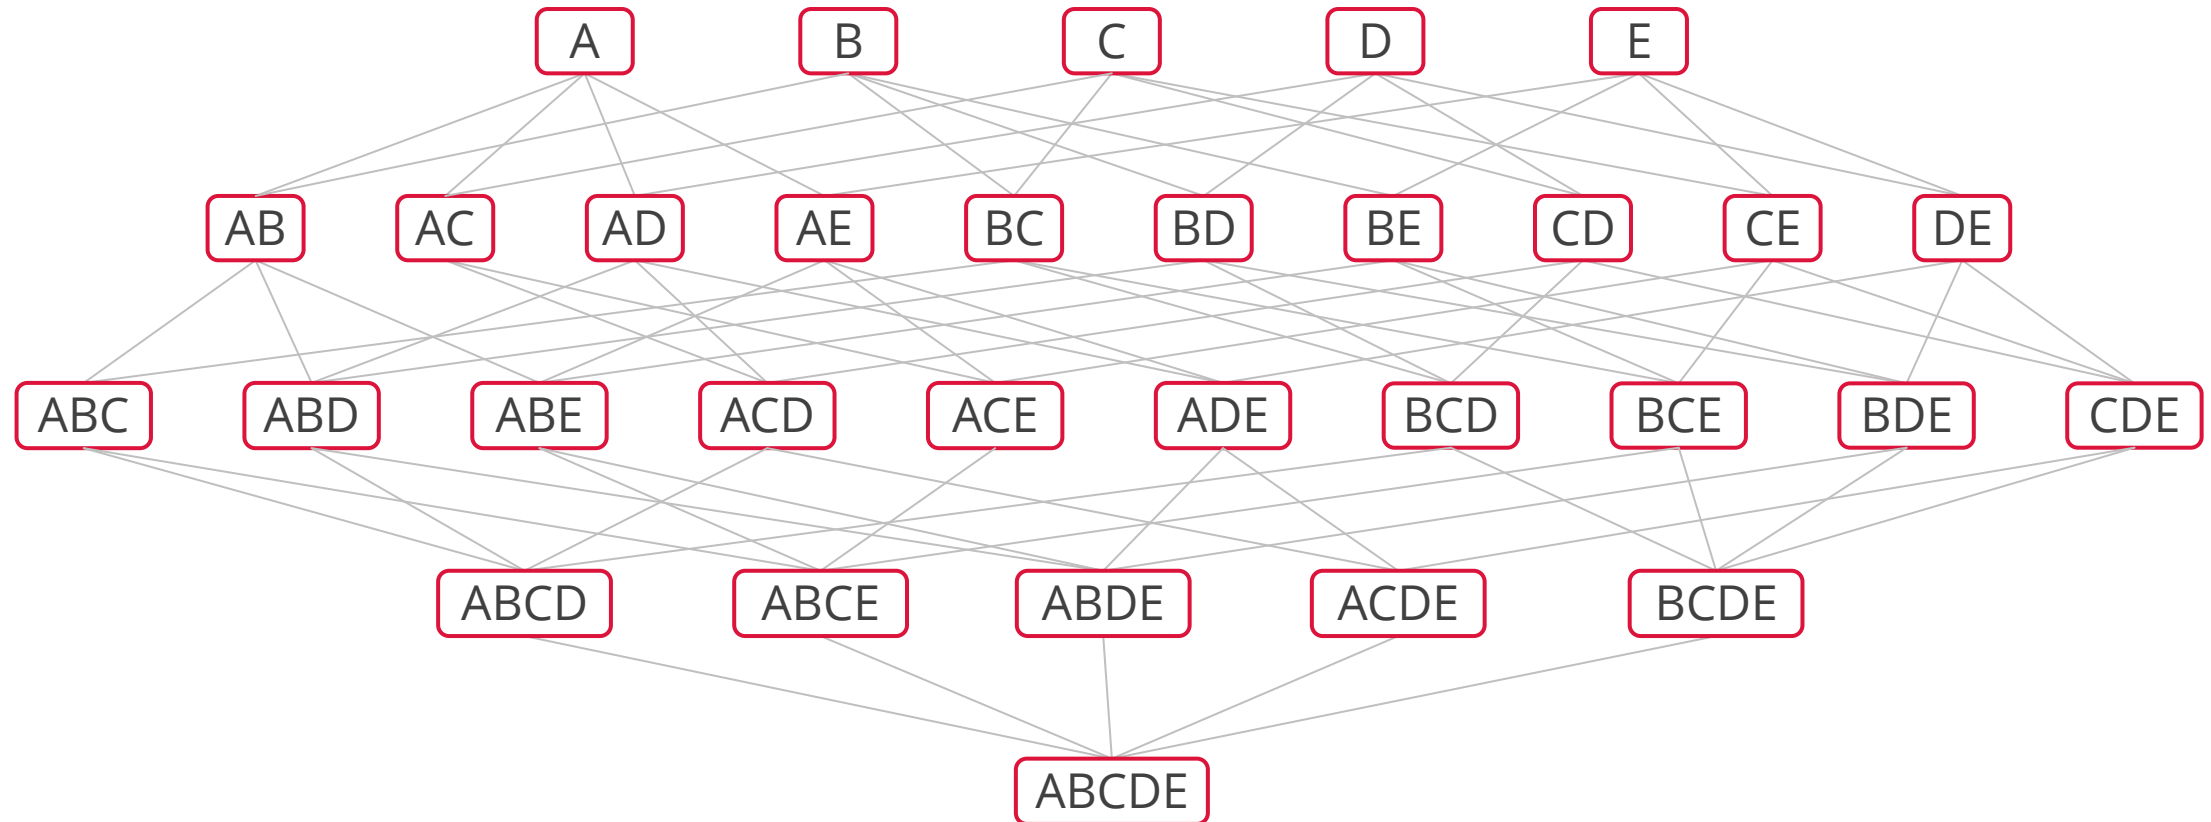 A B C D E
AB AC AD AE BC BD BE CD CE DE
ABC ABD ABE ACD ACE ADE BCD BCE BDE CDE
ABCD ABCE ABDE ACDE BCDE
ABCDE